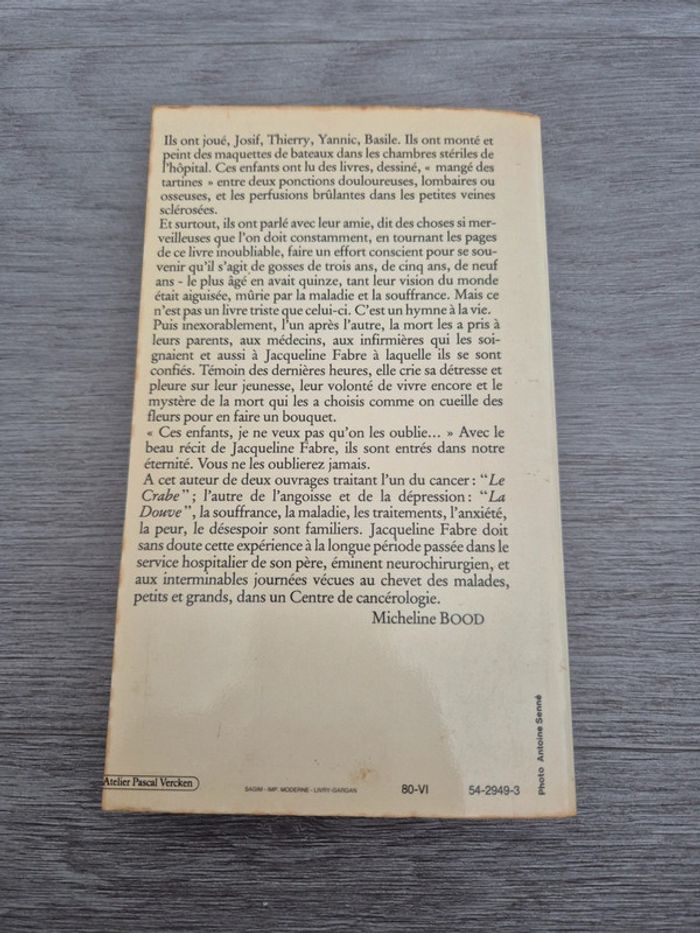 Ils ont joué, Josif, Thierry, Yannic, Basile. Ils ont monté et
peint des maquettes de bateaux dans les chambres stériles de
l'hôpital. Ces enfants ont lu des livres, dessiné, « mangé des
tartines » entre deux ponctions douloureuses, lombaires ou
osseuses, et les perfusions brûlantes dans les petites veines
sclérosées.
Et surtout, ils ont parlé avec leur amie, dit des choses si mer-
veilleuses que l'on doit constamment, en tournant les pages
de ce livre inoubliable, faire un effort conscient pour se sou-
venir qu'il s'agit de gosses de trois ans, de cinq ans, de neuf
ans - le plus âgé en avait quinze, tant leur vision du monde
était aiguisée, mûrie par la maladie et la souffrance. Mais ce
n'est pas un livre triste que celui-ci. C'est un hymne à la vie.
Puis inexorablement, l'un après l'autre, la mort les a pris à
leurs parents, aux médecins, aux infirmières qui les soi-
gnaient et aussi à Jacqueline Fabre à laquelle ils se sont
confiés. Témoin des dernières heures, elle crie sa détresse et
pleure sur leur jeunesse, leur volonté de vivre encore et le
mystère de la mort qui les a choisis comme on cueille des
fleurs pour en faire un bouquet.
« Ces enfants, je ne veux pas qu'on les oublie... » Avec le
beau récit de Jacqueline Fabre, ils sont entrés dans notre
éternité. Vous ne les oublierez jamais.
A cet auteur de deux ouvrages traitant l'un du cancer : "Le
Crabe" ; l'autre de l'angoisse et de la dépression : "La
Douve", la souffrance, la maladie, les traitements, l'anxiété,
la peur, le désespoir sont familiers. Jacqueline Fabre doit
sans doute cette expérience à la longue période passée dans le
service hospitalier de son père, éminent neurochirurgien, et
aux interminables journées vécues au chevet des malades,
petits et grands, dans un Centre de cancérologie.
Micheline BOOD
Atelier Pascal Vercken
SAGIM - IMP. MODERNE - LIVRY-GARGAN
80-VI
54-2949-3
Photo Antoine Senné